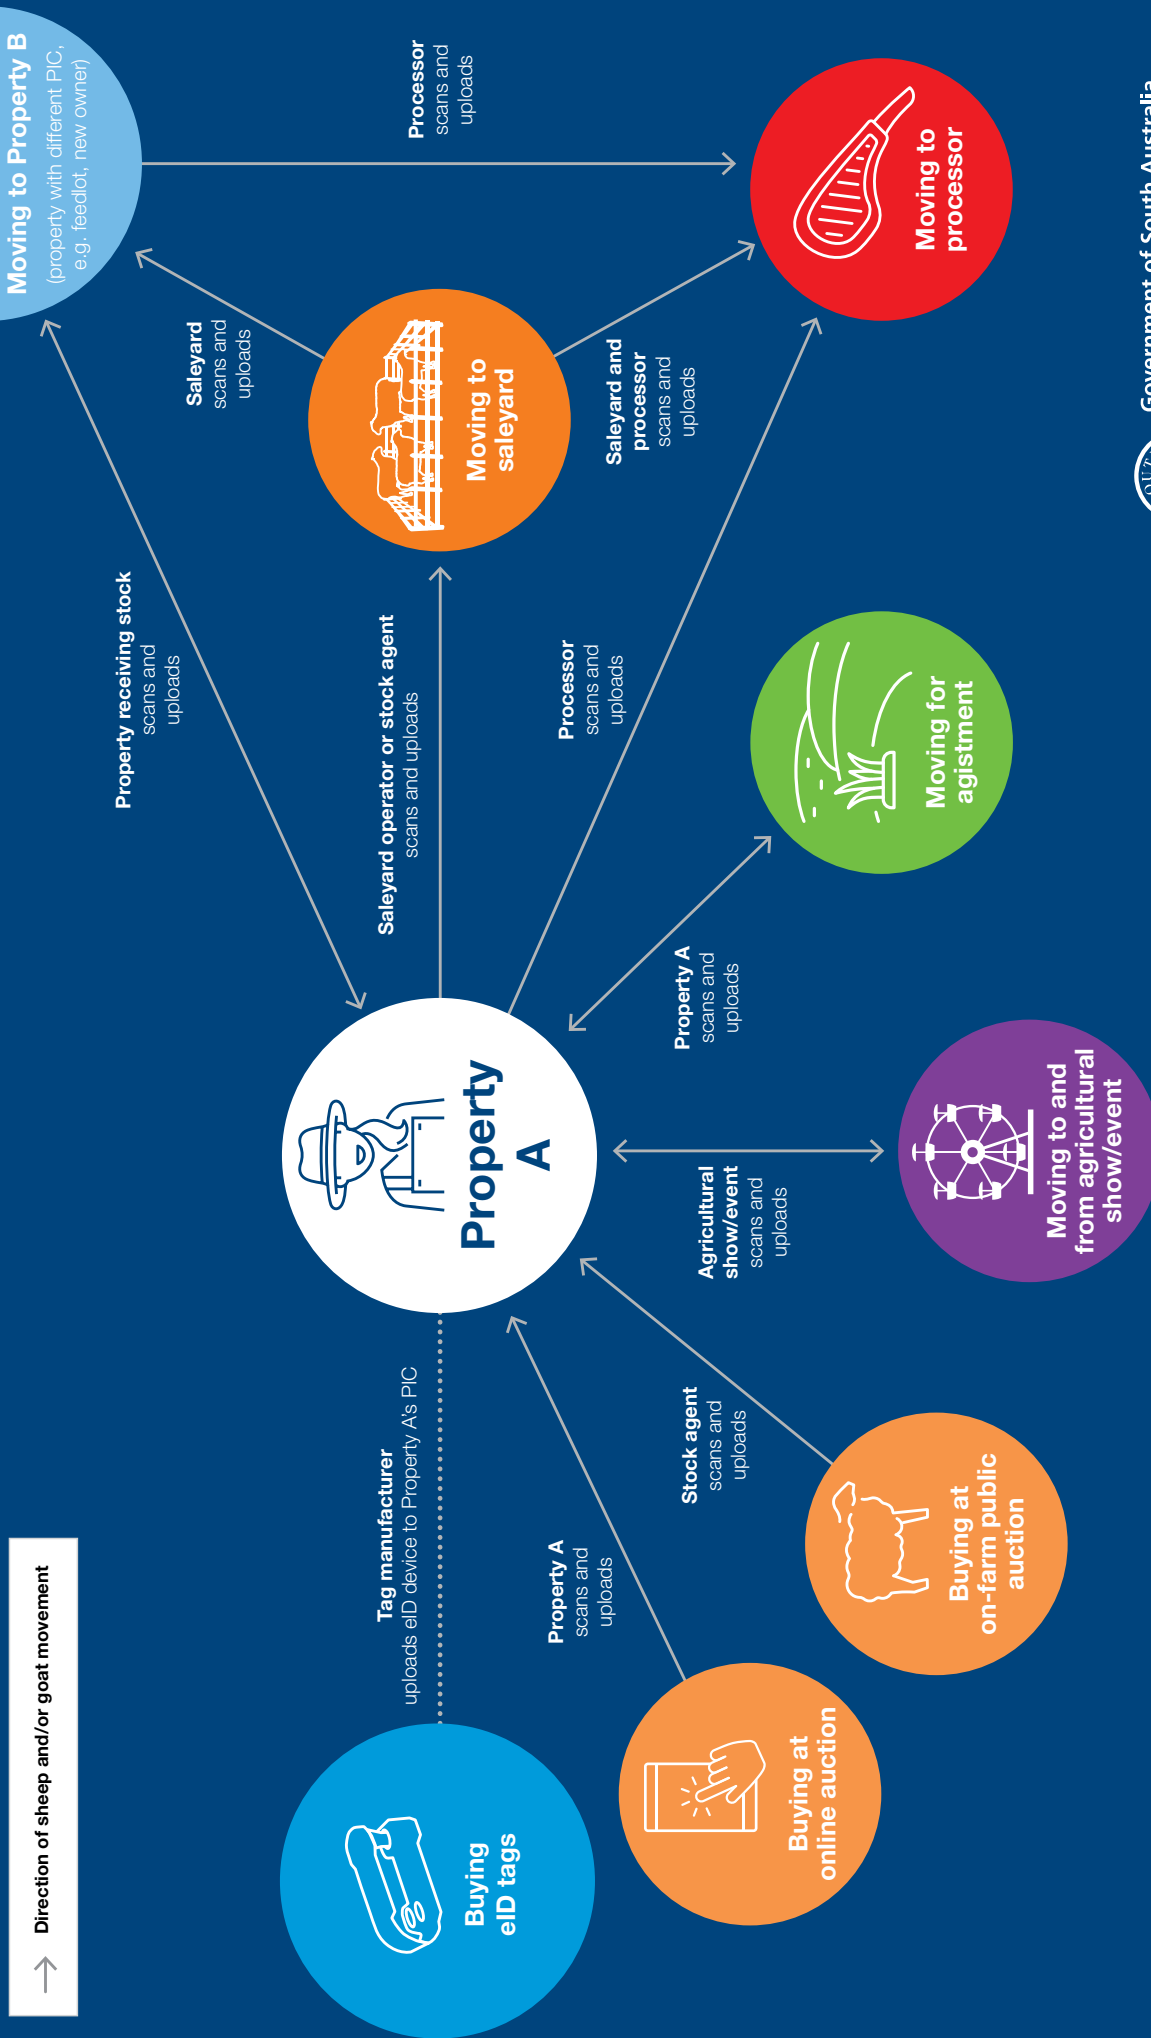 Direction of sheep and/or goat movement
Buying
eID tags
Tag manufacturer
uploads eID device to Property A's PIC
Buying at
online auction
Property A
scans and
uploads
Buying at
on-farm public
auction
Stock agent
scans and
uploads
Property
A
Agricultural
show/event
scans and
uploads
Moving to and
from agricultural
show/event
Property A
scans and
uploads
Moving for
agistment
Property receiving stock
scans and
uploads
Saleyard operator or stock agent
scans and uploads
Processor
scans and
uploads
Moving to
saleyard
Saleyard
scans and
uploads
Saleyard and
processor
scans and
uploads
Moving to Property B
(property with different PIC,
e.g. feedlot, new owner)
Processor
scans and
uploads
Moving to
processor
Government of South Australia